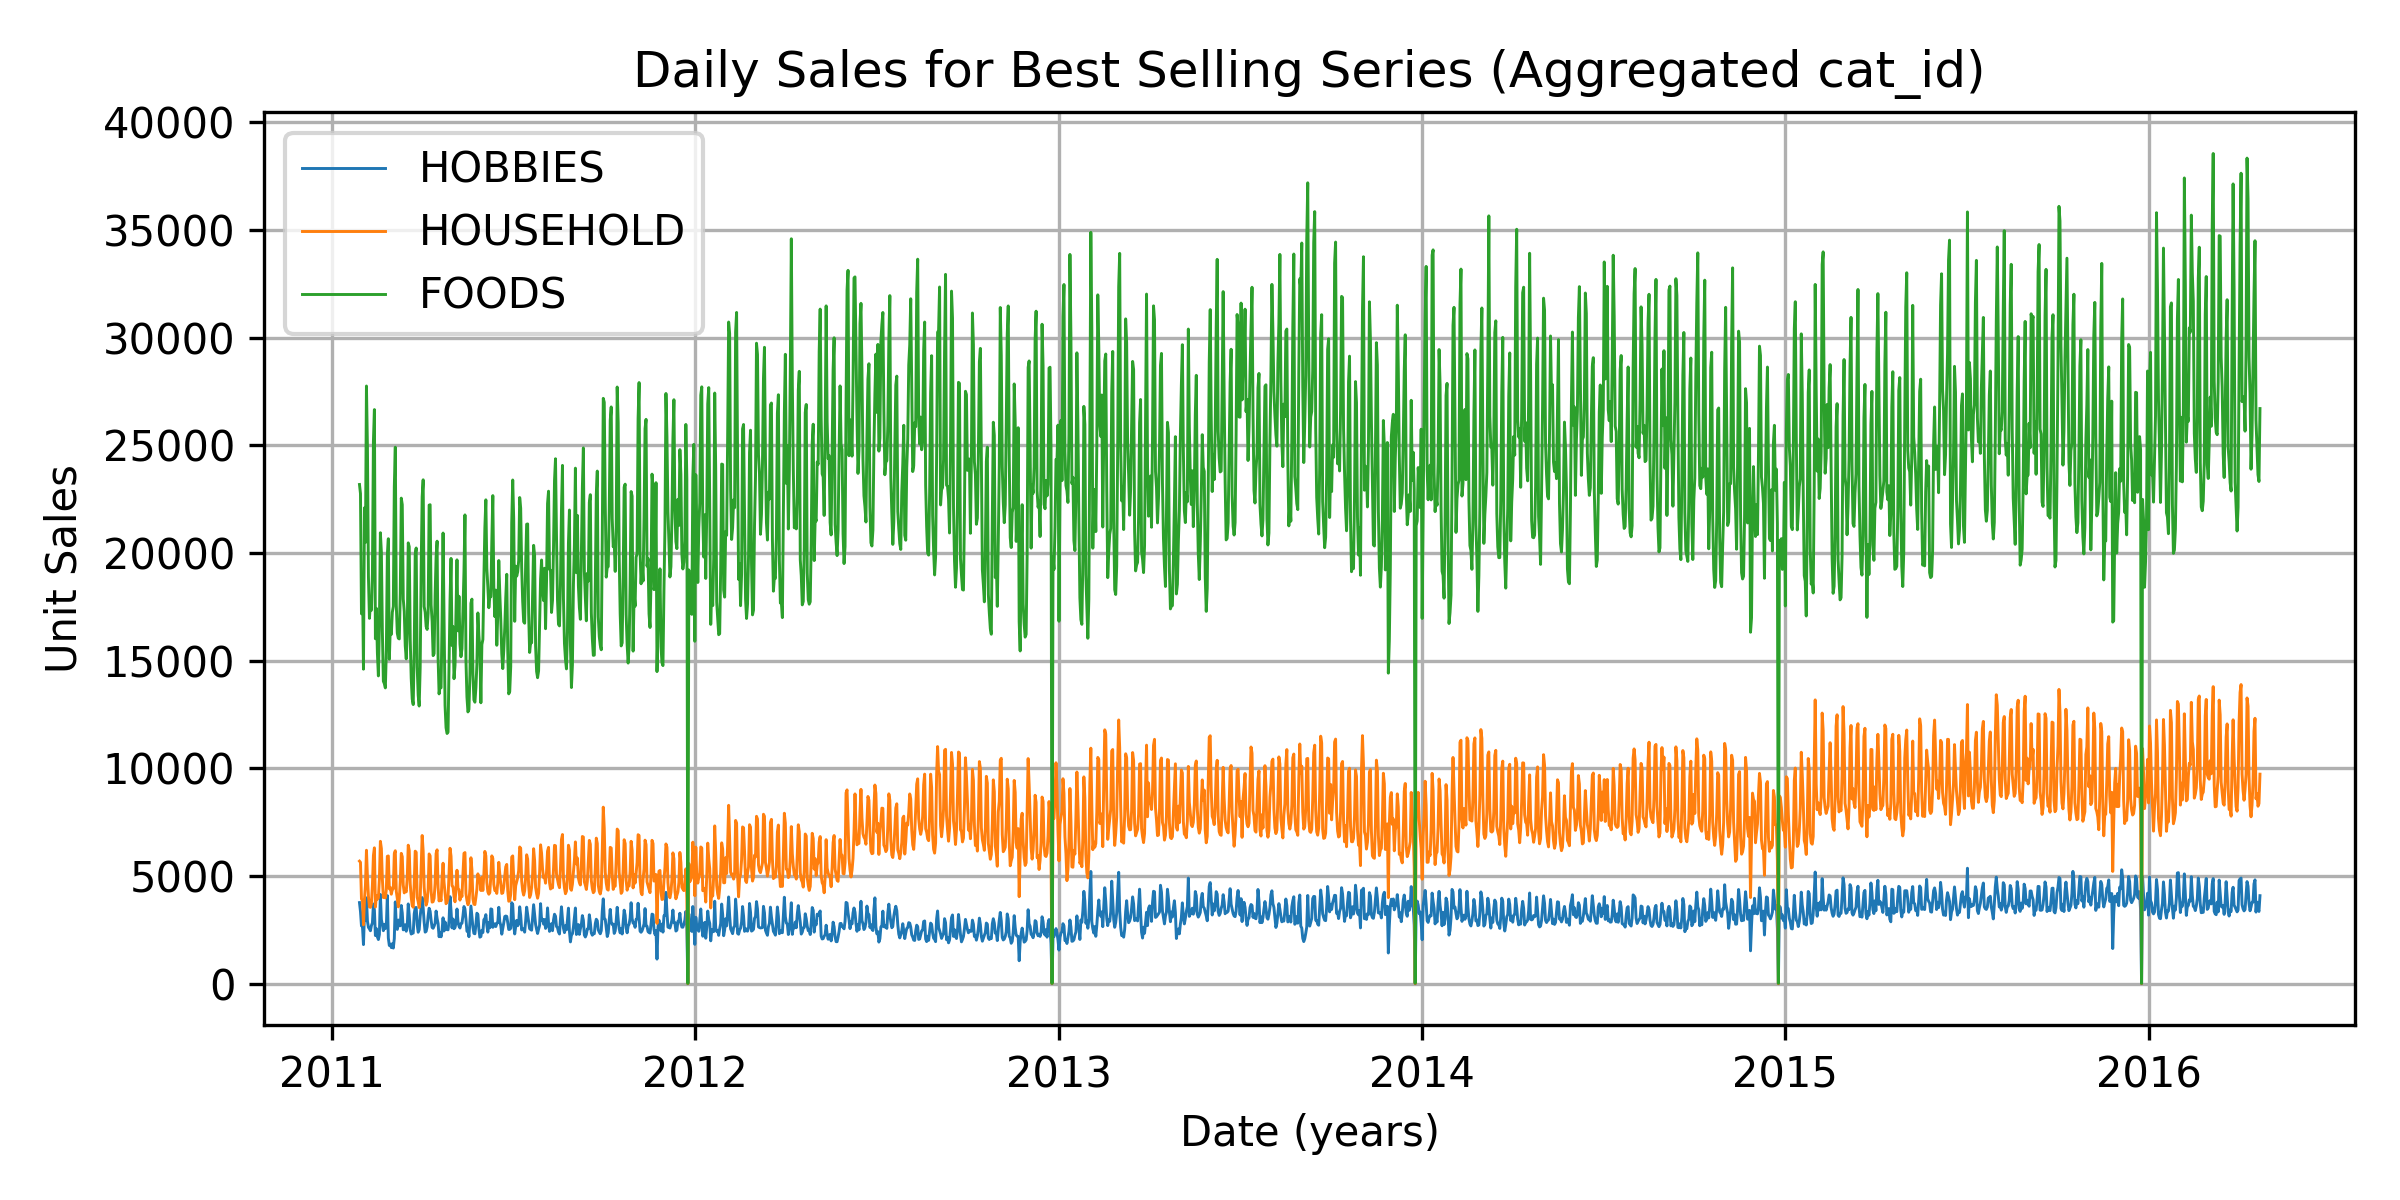 Daily Sales for Best Selling Series (Aggregated cat_id)
40000
35000
30000
25000
20000
15000
10000
5000
0
Unit Sales
HOBBIES
HOUSEHOLD
FOODS
2011 2012 2013 2014 2015 2016
Date (years)